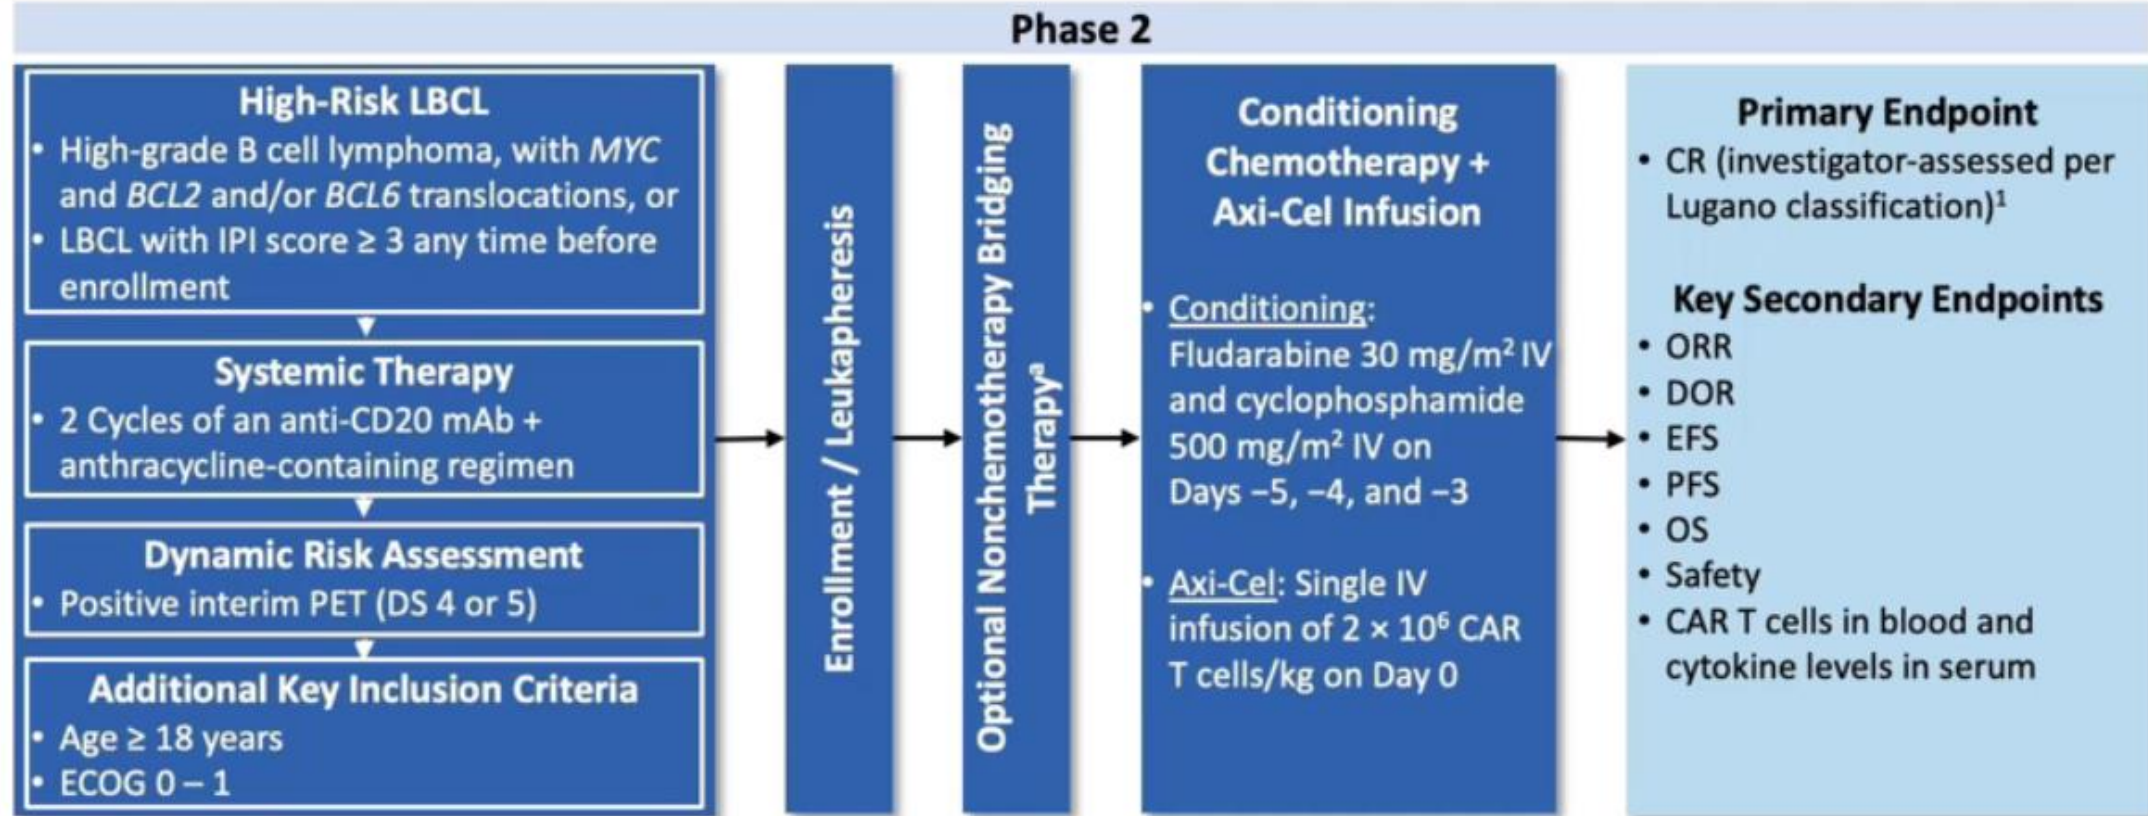 Phase 2
High-Risk LBCL
• High-grade B cell lymphoma, with MYC
and BCL2 and/or BCL6 translocations, or
• LBCL with IPI score ≥ 3 any time before
enrollment
Systemic Therapy
• 2 Cycles of an anti-CD20 mAb +
anthracycline-containing regimen
Dynamic Risk Assessment
• Positive interim PET (DS 4 or 5)
Additional Key Inclusion Criteria
• Age ≥ 18 years
• ECOG 0 – 1
Enrollment / Leukapheresis
Optional Nonchemotherapy Bridging
Therapyᵃ
Conditioning
Chemotherapy +
Axi-Cel Infusion
• Conditioning:
Fludarabine 30 mg/m² IV
and cyclophosphamide
500 mg/m² IV on
Days −5, −4, and −3
• Axi-Cel: Single IV
infusion of 2 × 10⁶ CAR
T cells/kg on Day 0
Primary Endpoint
• CR (investigator-assessed per
Lugano classification)¹
Key Secondary Endpoints
• ORR
• DOR
• EFS
• PFS
• OS
• Safety
• CAR T cells in blood and
cytokine levels in serum